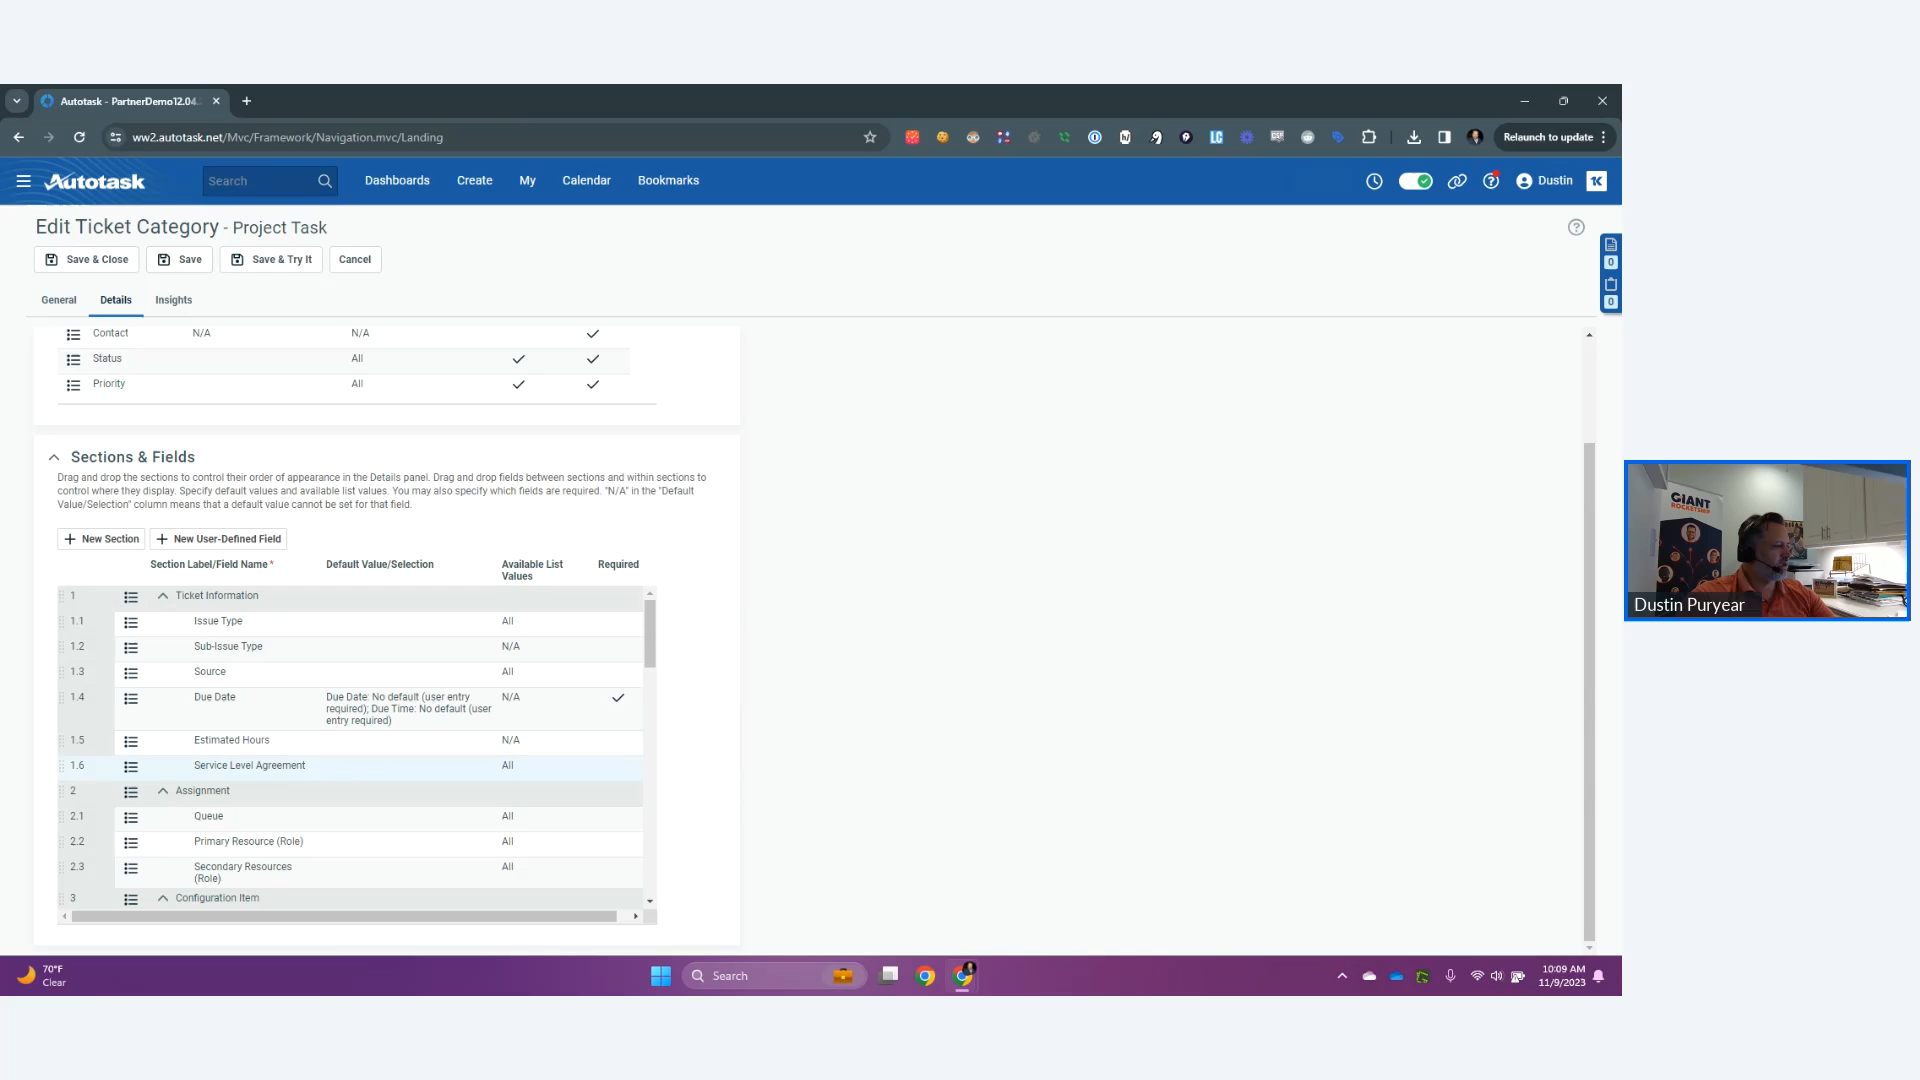 Autotask - PartnerDemo12.04.
ww2.autotask.net/Mvc/Framework/Navigation.mvc/Landing
Relaunch to update
Autotask
Search
Dashboards
Create
My
Calendar
Bookmarks
Dustin
Edit Ticket Category - Project Task
Save & Close
Save
Save & Try It
Cancel
0
0
General
Details
Insights
Contact N/A N/A
Status All
Priority All
Sections & Fields
Drag and drop the sections to control their order of appearance in the Details panel. Drag and drop fields between sections and within sections to
control where they display. Specify default values and available list values. You may also specify which fields are required. "N/A" in the "Default
Value/Selection" column means that a default value cannot be set for that field.
New Section
New User-Defined Field
Section Label/Field Name *
Default Value/Selection
Available List
Values
Required
1 Ticket Information
1.1 Issue Type All
1.2 Sub-Issue Type N/A
1.3 Source All
1.4 Due Date Due Date: No default (user entry N/A
required); Due Time: No default (user
entry required)
1.5 Estimated Hours N/A
1.6 Service Level Agreement All
2 Assignment
2.1 Queue All
2.2 Primary Resource (Role) All
2.3 Secondary Resources All
(Role)
3 Configuration Item
GIANT
ROCKETSHIP
Dustin Puryear
70°F
Clear
Search
10:09 AM
11/9/2023